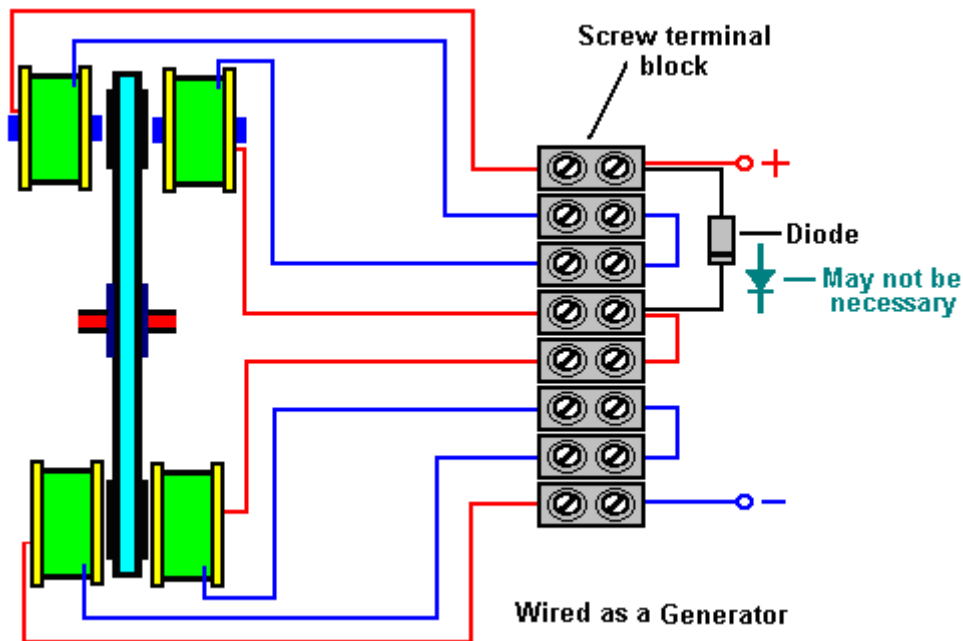 Screw terminal
block
+
Diode
May not be
necessary
-
Wired as a Generator